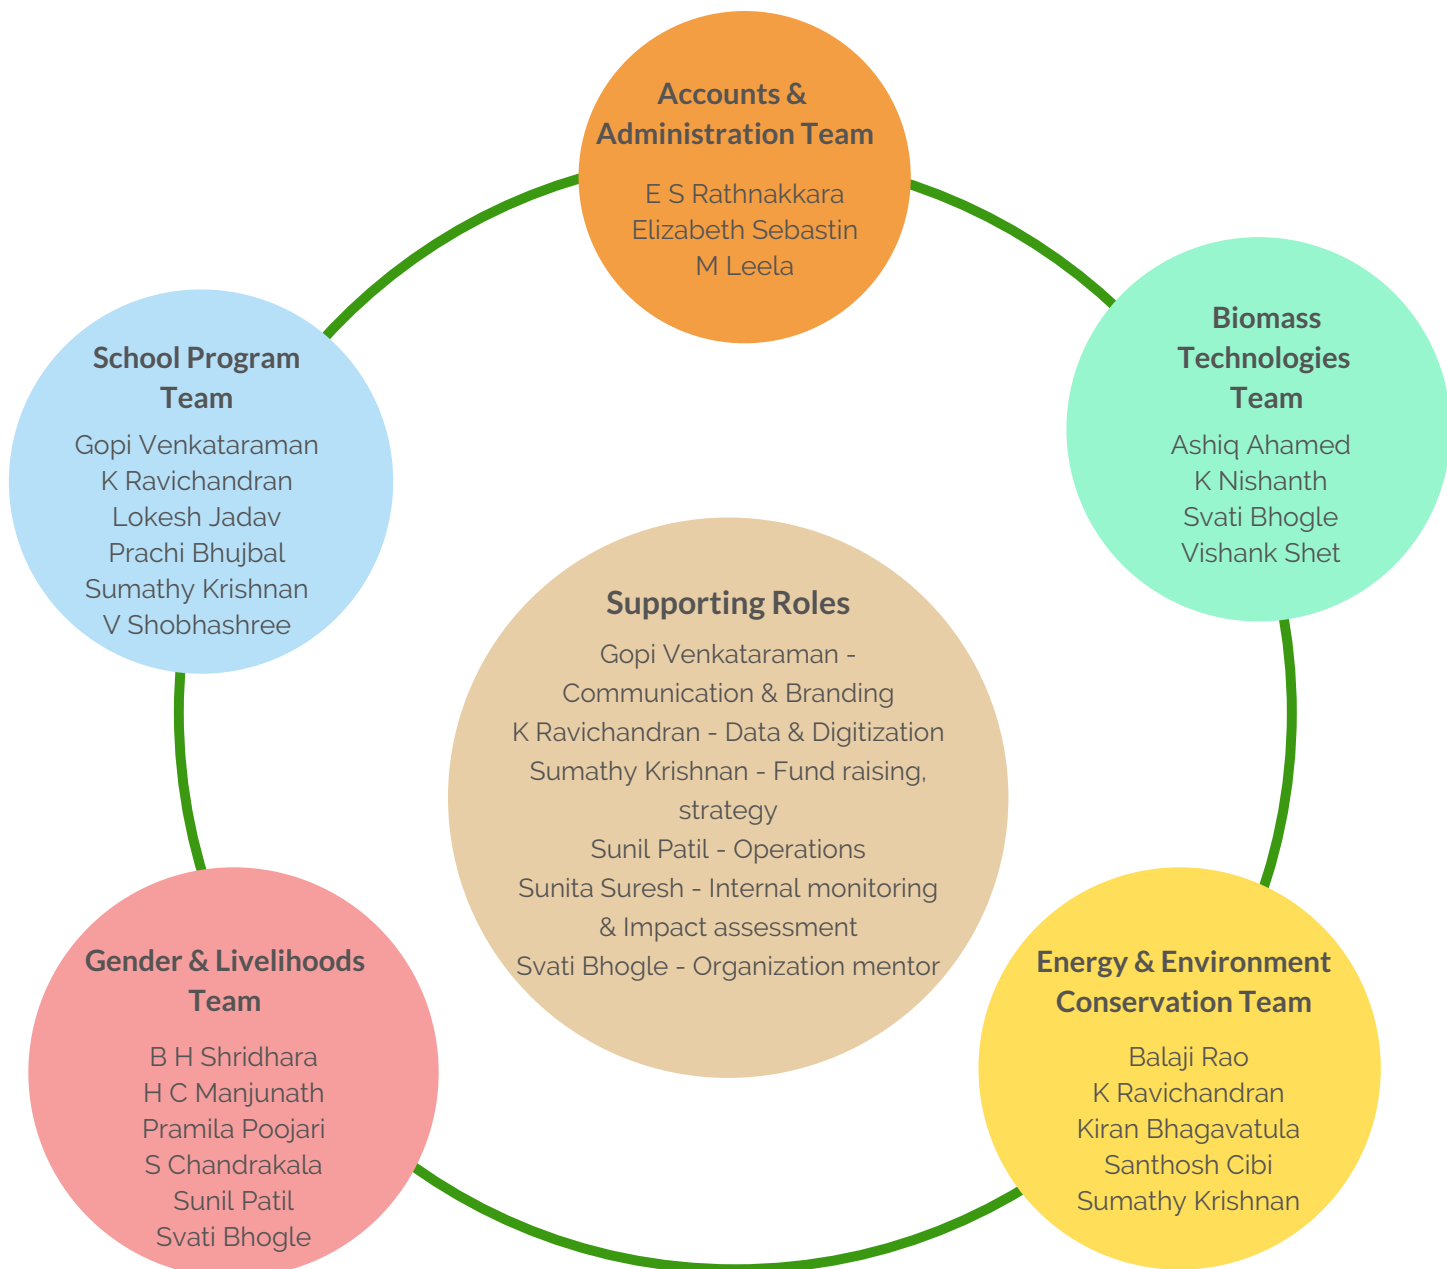 Accounts &
Administration Team
E S Rathnakkara
Elizabeth Sebastin
M Leela
Biomass
Technologies
Team
Ashiq Ahamed
K Nishanth
Svati Bhogle
Vishank Shet
School Program
Team
Gopi Venkataraman
K Ravichandran
Lokesh Jadav
Prachi Bhujbal
Sumathy Krishnan
V Shobhashree
Supporting Roles
Gopi Venkataraman -
Communication & Branding
K Ravichandran - Data & Digitization
Sumathy Krishnan - Fund raising,
strategy
Sunil Patil - Operations
Sunita Suresh - Internal monitoring
& Impact assessment
Svati Bhogle - Organization mentor
Gender & Livelihoods
Team
B H Shridhara
H C Manjunath
Pramila Poojari
S Chandrakala
Sunil Patil
Svati Bhogle
Energy & Environment
Conservation Team
Balaji Rao
K Ravichandran
Kiran Bhagavatula
Santhosh Cibi
Sumathy Krishnan